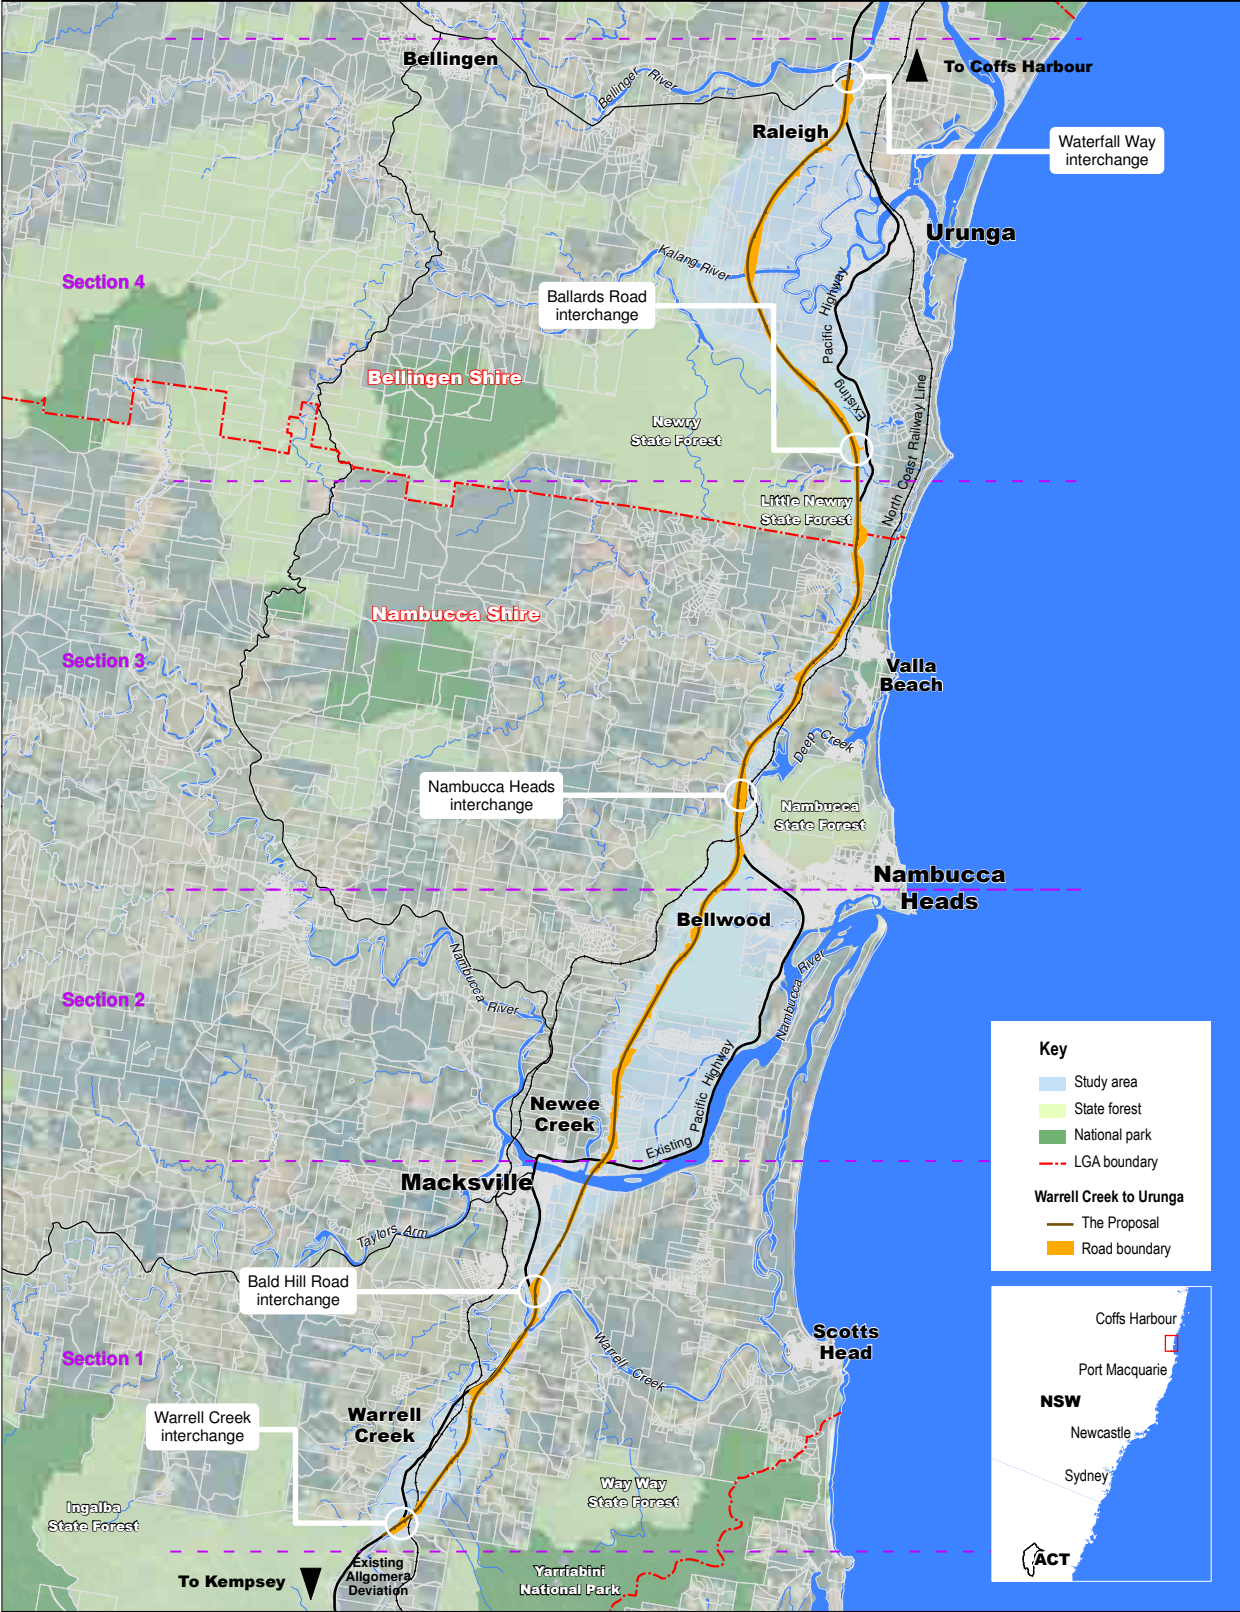 Bellingen
Bellinger River
To Coffs Harbour
Raleigh
Waterfall Way
interchange
Urunga
Kalang River
Section 4
Ballards Road
interchange
Existing Pacific Highway
Bellingen Shire
Newry
State Forest
North Coast Railway Line
Little Newry
State Forest
Nambucca Shire
Section 3
Valla
Beach
Deep Creek
Nambucca Heads
interchange
Nambucca
State Forest
Nambucca
Heads
Bellwood
Nambucca River
Nambucca River
Section 2
Existing Pacific Highway
Newee
Creek
Macksville
Taylors Arm
Bald Hill Road
interchange
Warrell Creek
Scotts
Head
Section 1
Warrell Creek
interchange
Warrell
Creek
Way Way
State Forest
Ingalba
State Forest
Existing
Allgomera
Deviation
To Kempsey
Yarriabini
National Park
Key
Study area
State forest
National park
LGA boundary
Warrell Creek to Urunga
The Proposal
Road boundary
Coffs Harbour
Port Macquarie
NSW
Newcastle
Sydney
ACT